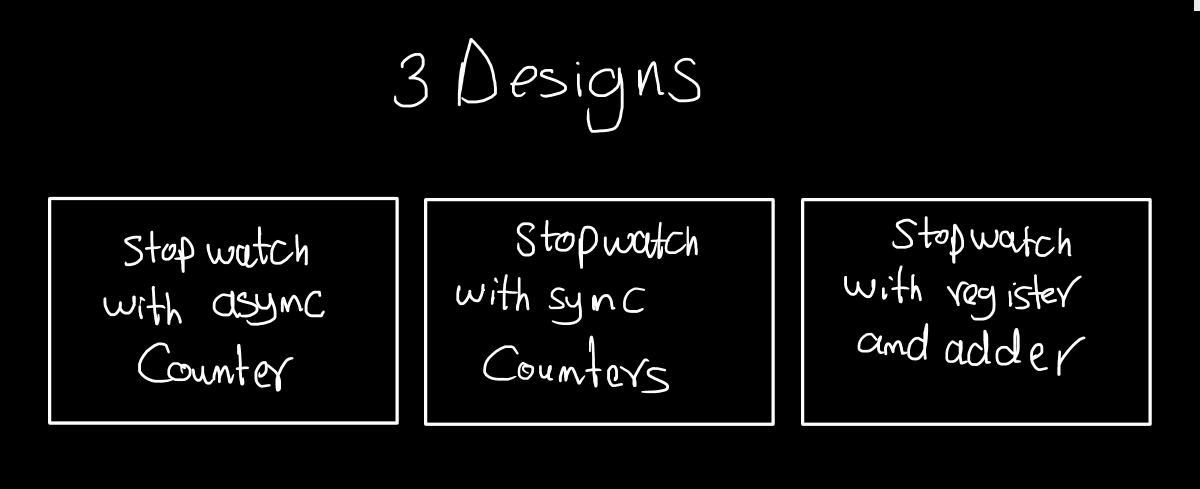 3 Designs
Stopwatch
with async
Counter
Stopwatch
with sync
Counters
Stopwatch
with register
and adder